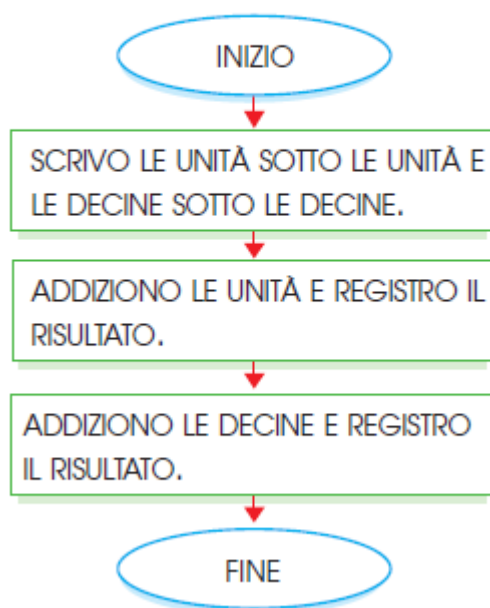 INIZIO
SCRIVO LE UNITÀ SOTTO LE UNITÀ E
LE DECINE SOTTO LE DECINE.
ADDIZIONO LE UNITÀ E REGISTRO IL
RISULTATO.
ADDIZIONO LE DECINE E REGISTRO
IL RISULTATO.
FINE